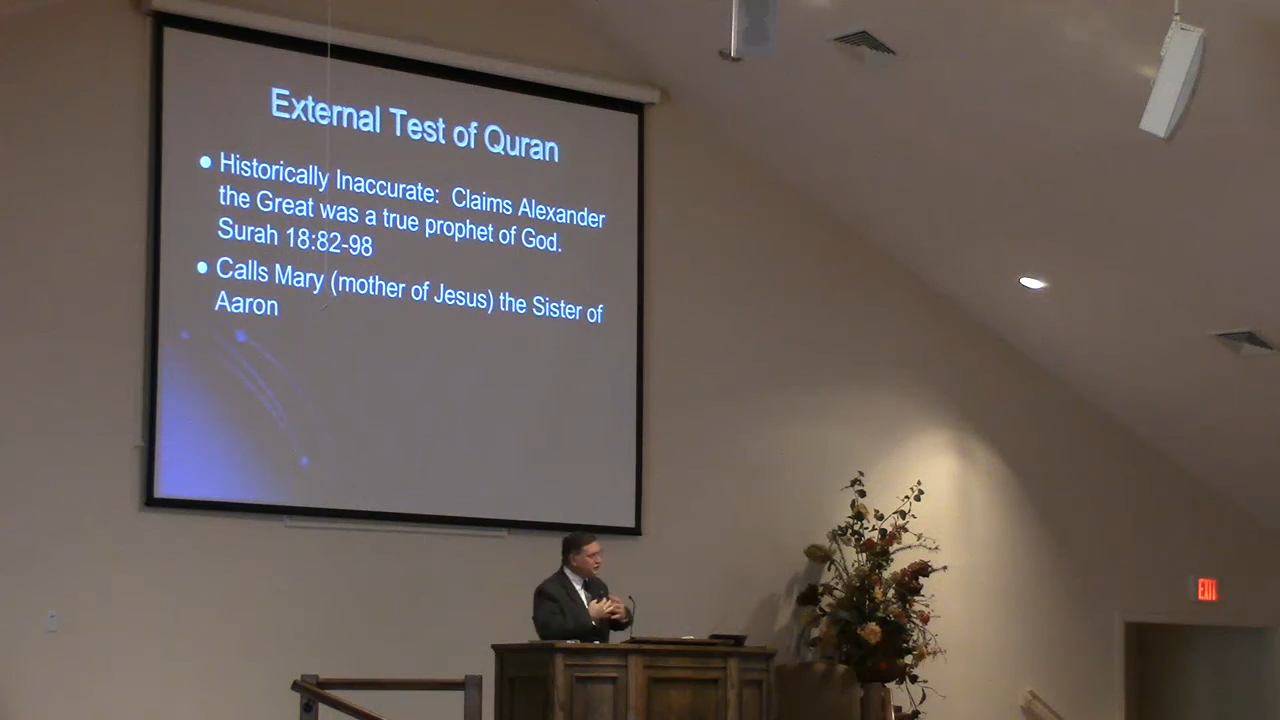 External Test of Quran
● Historically Inaccurate: Claims Alexander
the Great was a true prophet of God.
Surah 18:82-98
● Calls Mary (mother of Jesus) the Sister of
Aaron
EXIT